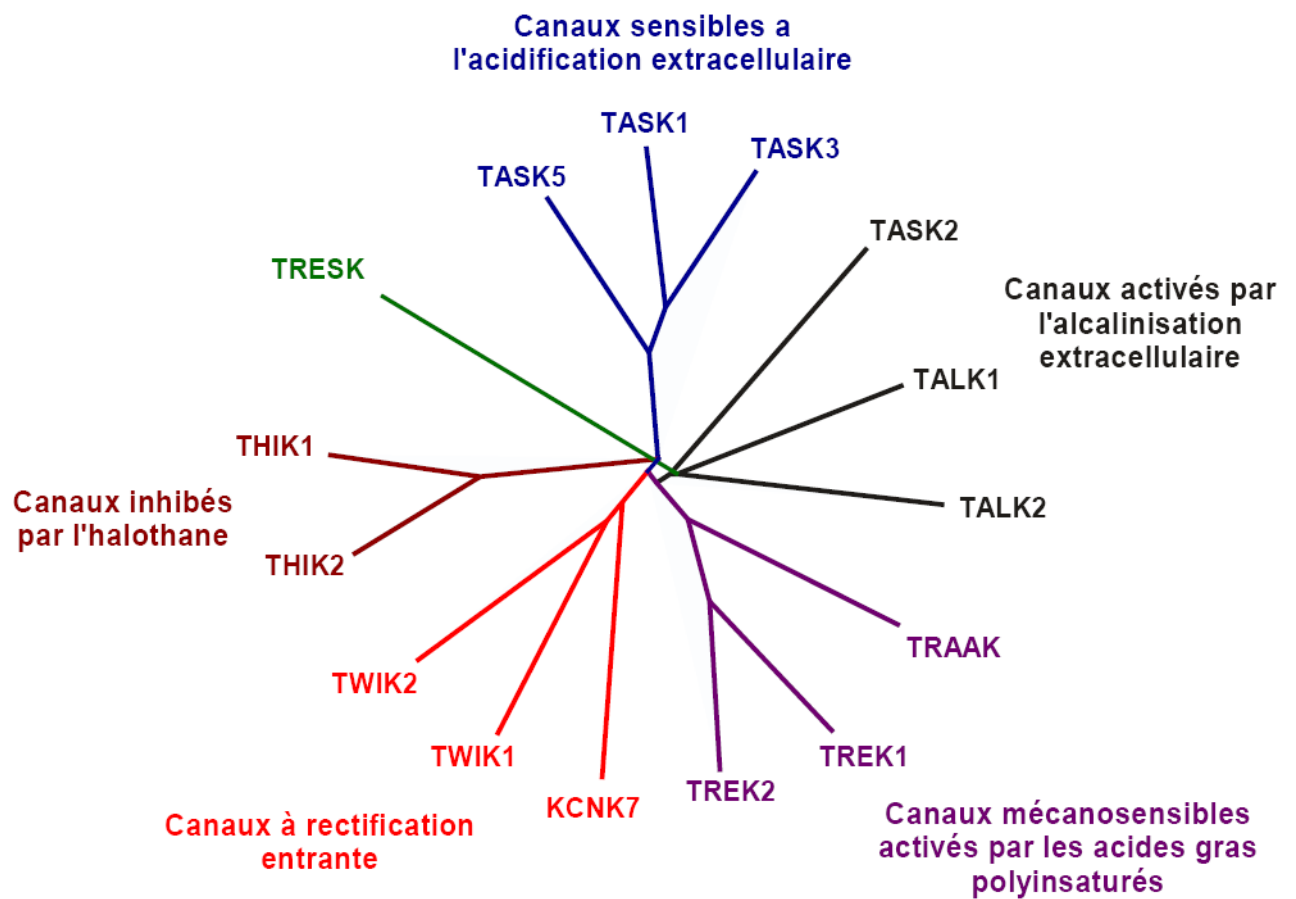 Canaux sensibles a
l'acidification extracellulaire
TASK1
TASK3
TASK5
TASK2
TRESK
Canaux activés par
l'alcalinisation
extracellulaire
TALK1
THIK1
Canaux inhibés
par l'halothane
TALK2
THIK2
TRAAK
TWIK2
TWIK1
TREK1
TREK2
KCNK7
Canaux à rectification
entrante
Canaux mécanosensibles
activés par les acides gras
polyinsaturés